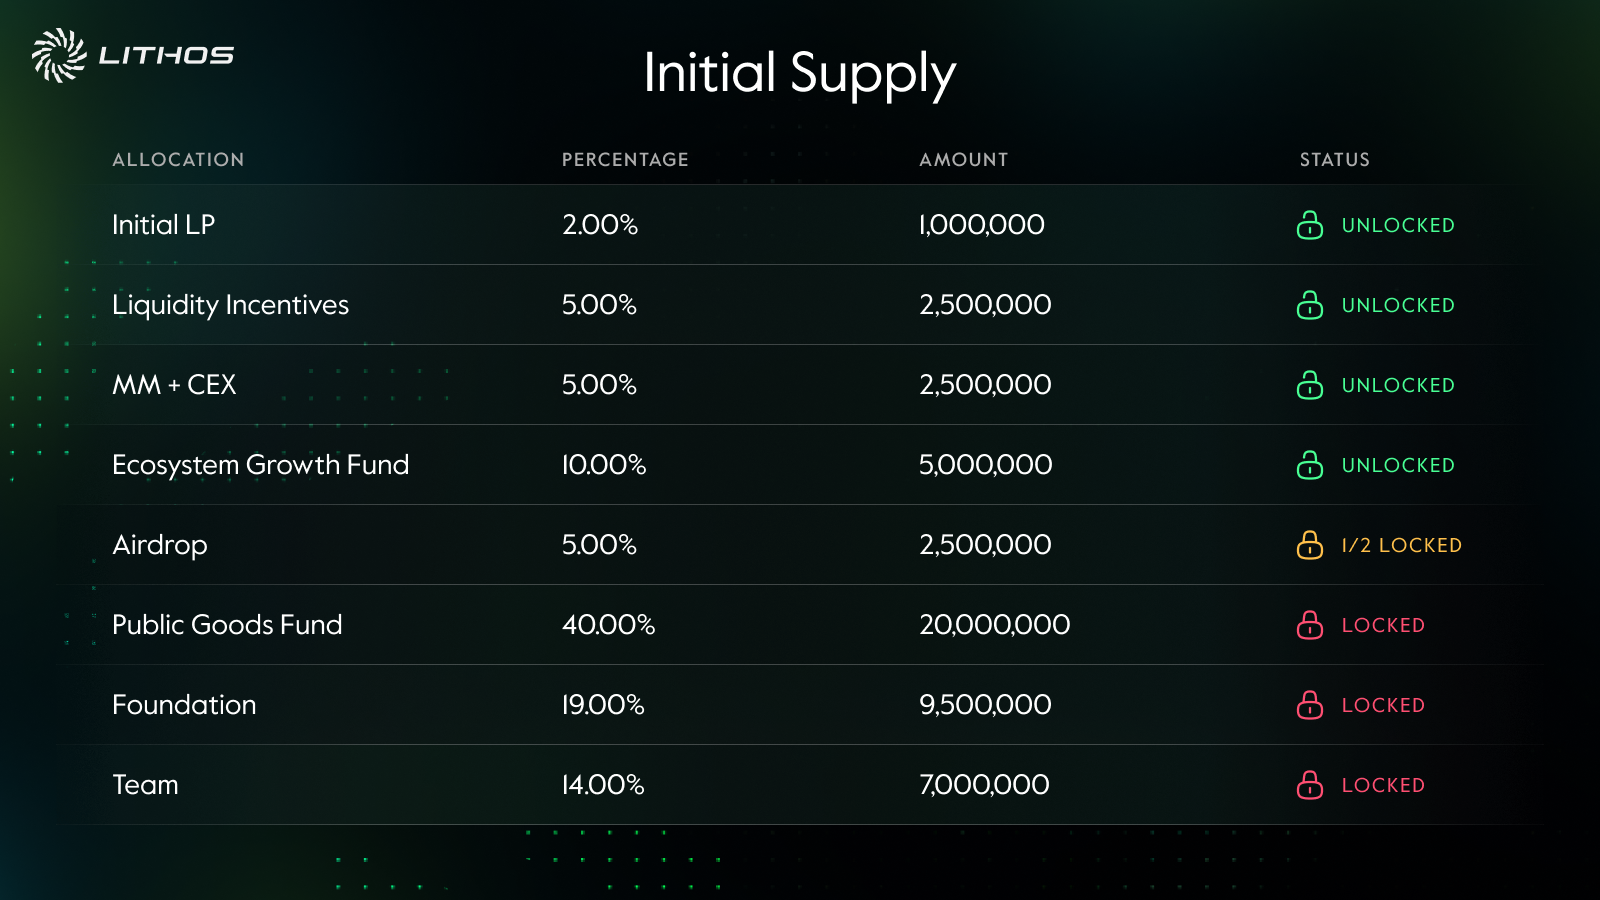 LITHOS
Initial Supply
ALLOCATION PERCENTAGE AMOUNT STATUS
Initial LP 2.00% 1,000,000 UNLOCKED
Liquidity Incentives 5.00% 2,500,000 UNLOCKED
MM + CEX 5.00% 2,500,000 UNLOCKED
Ecosystem Growth Fund 10.00% 5,000,000 UNLOCKED
Airdrop 5.00% 2,500,000 1/2 LOCKED
Public Goods Fund 40.00% 20,000,000 LOCKED
Foundation 19.00% 9,500,000 LOCKED
Team 14.00% 7,000,000 LOCKED